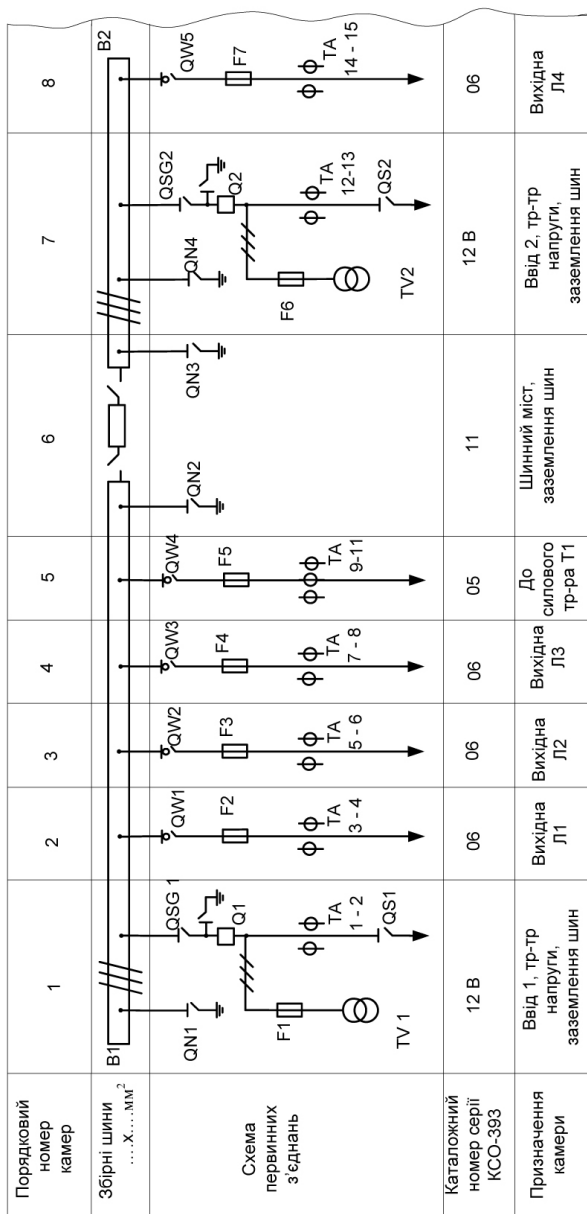 Порядковий
номер
камер
1
2
3
4
5
6
7
8
Збірні шини
....х....мм²
В1
В2
Схема
первинних
з'єднань
QN1
QSG 1
Q1
F1
TV 1
TA
1 - 2
QS1
QW1
F2
TA
3 - 4
QW2
F3
TA
5 - 6
QW3
F4
TA
7 - 8
QW4
F5
TA
9-11
QN2
QN3
QN4
QSG2
Q2
F6
TV2
TA
12-13
QS2
QW5
F7
TA
14 - 15
Каталожний
номер серії
КСО-393
12 В
06
06
06
05
11
12 В
06
Призначення
камери
Ввід 1, тр-тр
напруги,
заземлення шин
Вихідна
Л1
Вихідна
Л2
Вихідна
Л3
До
силового
тр-ра Т1
Шинний міст,
заземлення шин
Ввід 2, тр-тр
напруги,
заземлення шин
Вихідна
Л4